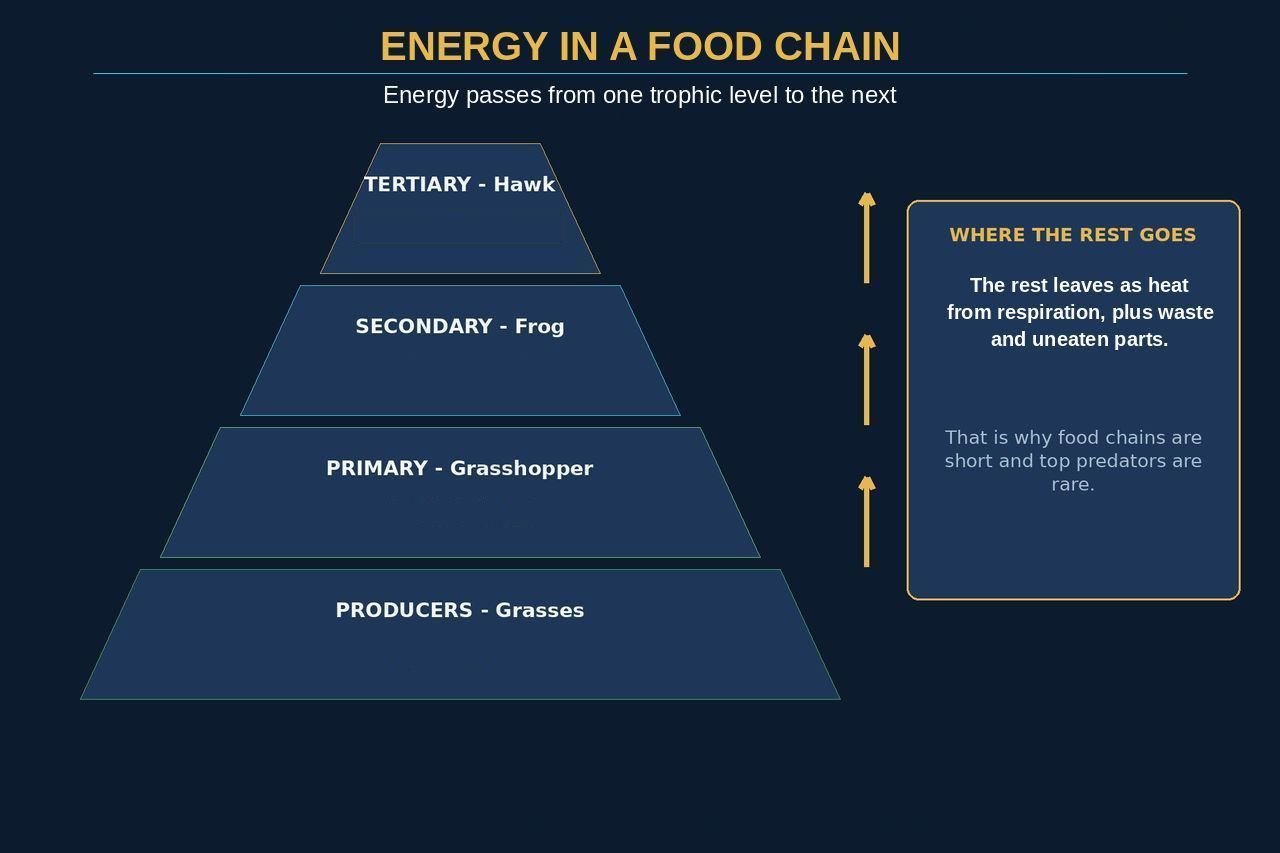 ENERGY IN A FOOD CHAIN
Energy passes from one trophic level to the next
TERTIARY - Hawk
SECONDARY - Frog
PRIMARY - Grasshopper
PRODUCERS - Grasses
WHERE THE REST GOES
The rest leaves as heat
from respiration, plus waste
and uneaten parts.
That is why food chains are
short and top predators are
rare.